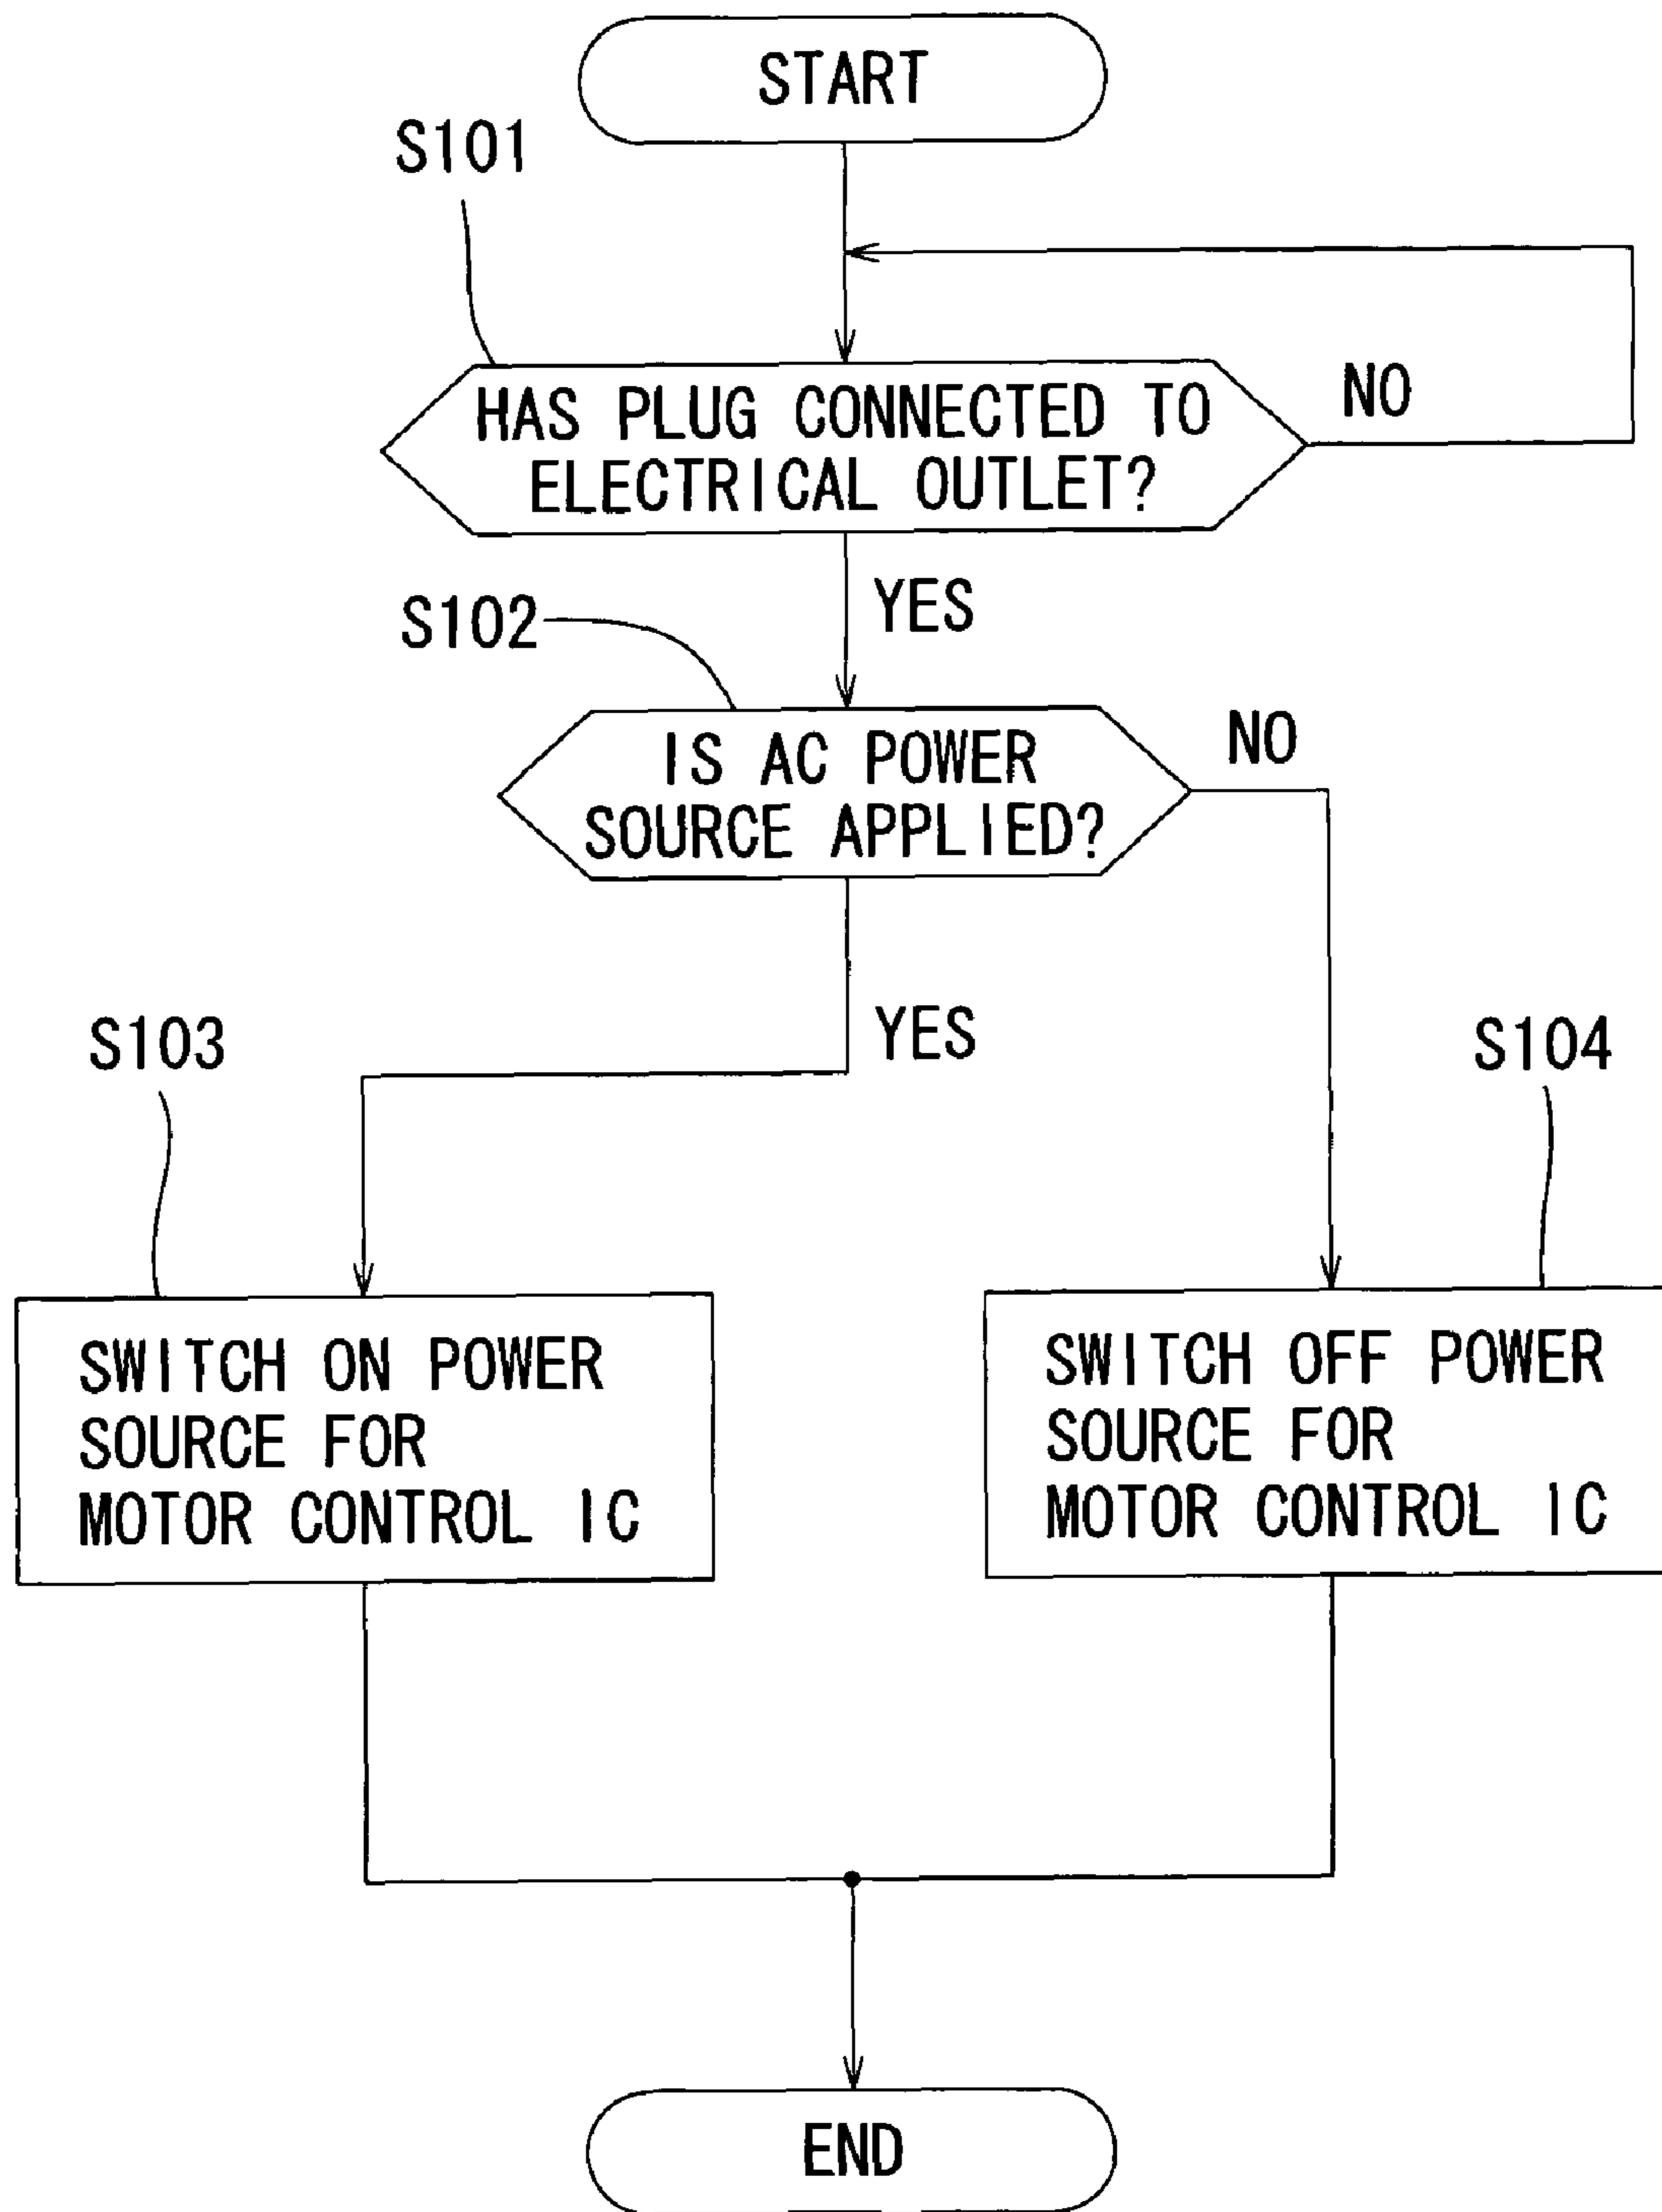 START
S101
HAS PLUG CONNECTED TO
ELECTRICAL OUTLET?
NO
YES
S102
IS AC POWER
SOURCE APPLIED?
NO
YES
S103
S104
SWITCH ON POWER
SOURCE FOR
MOTOR CONTROL IC
SWITCH OFF POWER
SOURCE FOR
MOTOR CONTROL IC
END